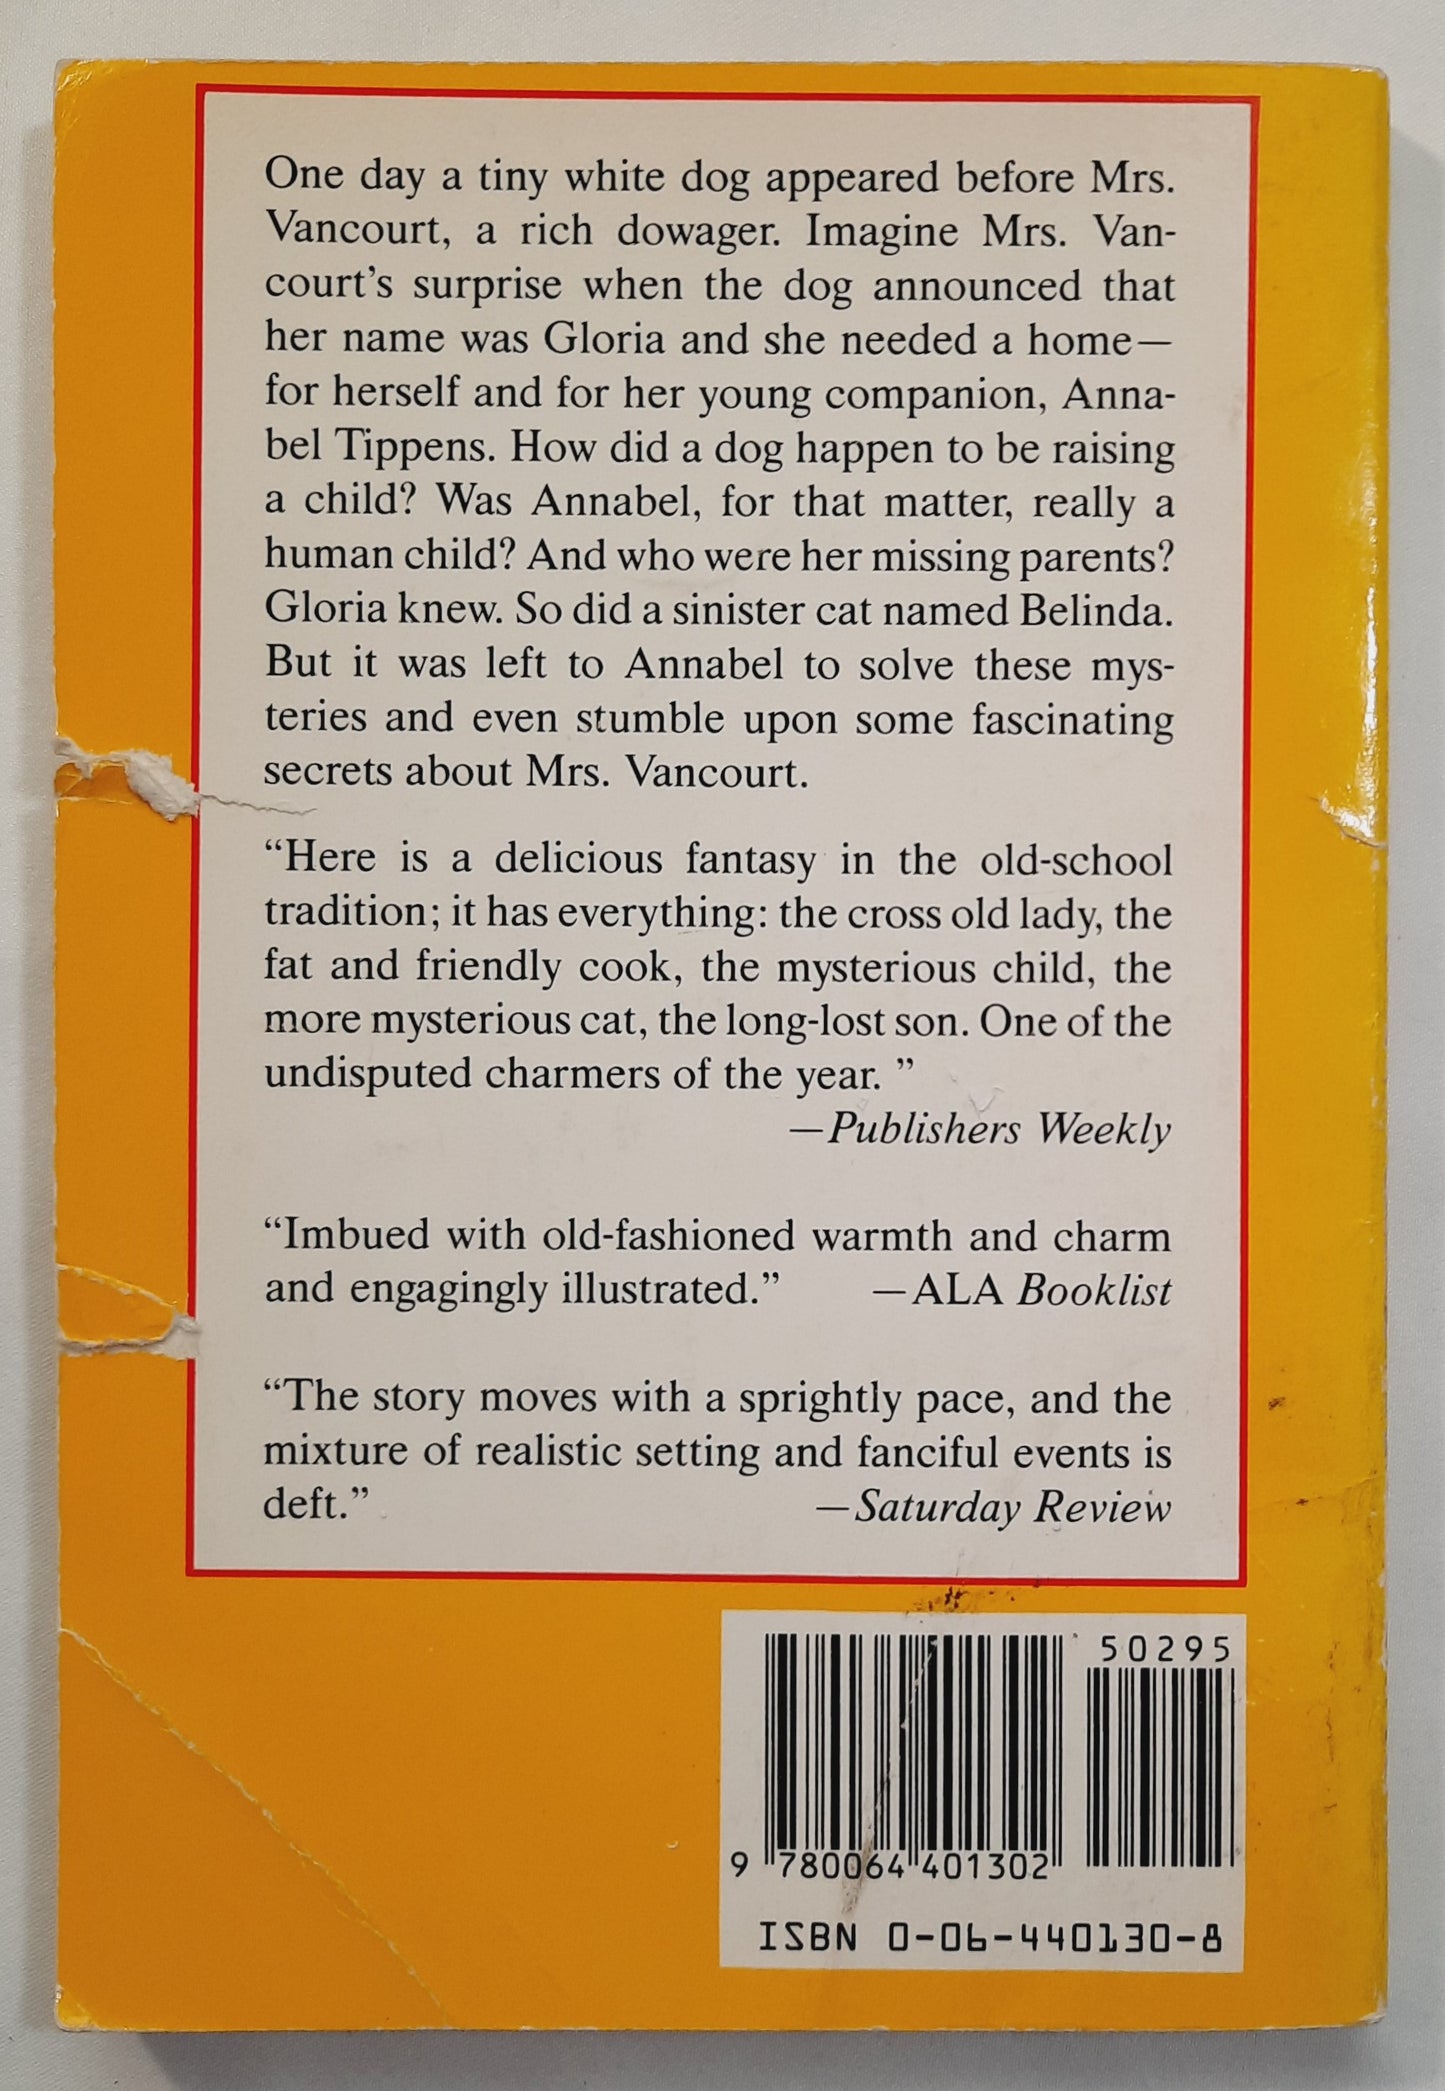 One day a tiny white dog appeared before Mrs.
Vancourt, a rich dowager. Imagine Mrs. Van-
court's surprise when the dog announced that
her name was Gloria and she needed a home—
for herself and for her young companion, Anna-
bel Tippens. How did a dog happen to be raising
a child? Was Annabel, for that matter, really a
human child? And who were her missing parents?
Gloria knew. So did a sinister cat named Belinda.
But it was left to Annabel to solve these mys-
teries and even stumble upon some fascinating
secrets about Mrs. Vancourt.
“Here is a delicious fantasy in the old-school
tradition; it has everything: the cross old lady, the
fat and friendly cook, the mysterious child, the
more mysterious cat, the long-lost son. One of the
undisputed charmers of the year. ”
—Publishers Weekly
“Imbued with old-fashioned warmth and charm
and engagingly illustrated.” —ALA Booklist
“The story moves with a sprightly pace, and the
mixture of realistic setting and fanciful events is
deft.” —Saturday Review
50295
9 780064 401302
ISBN 0-06-440130-8